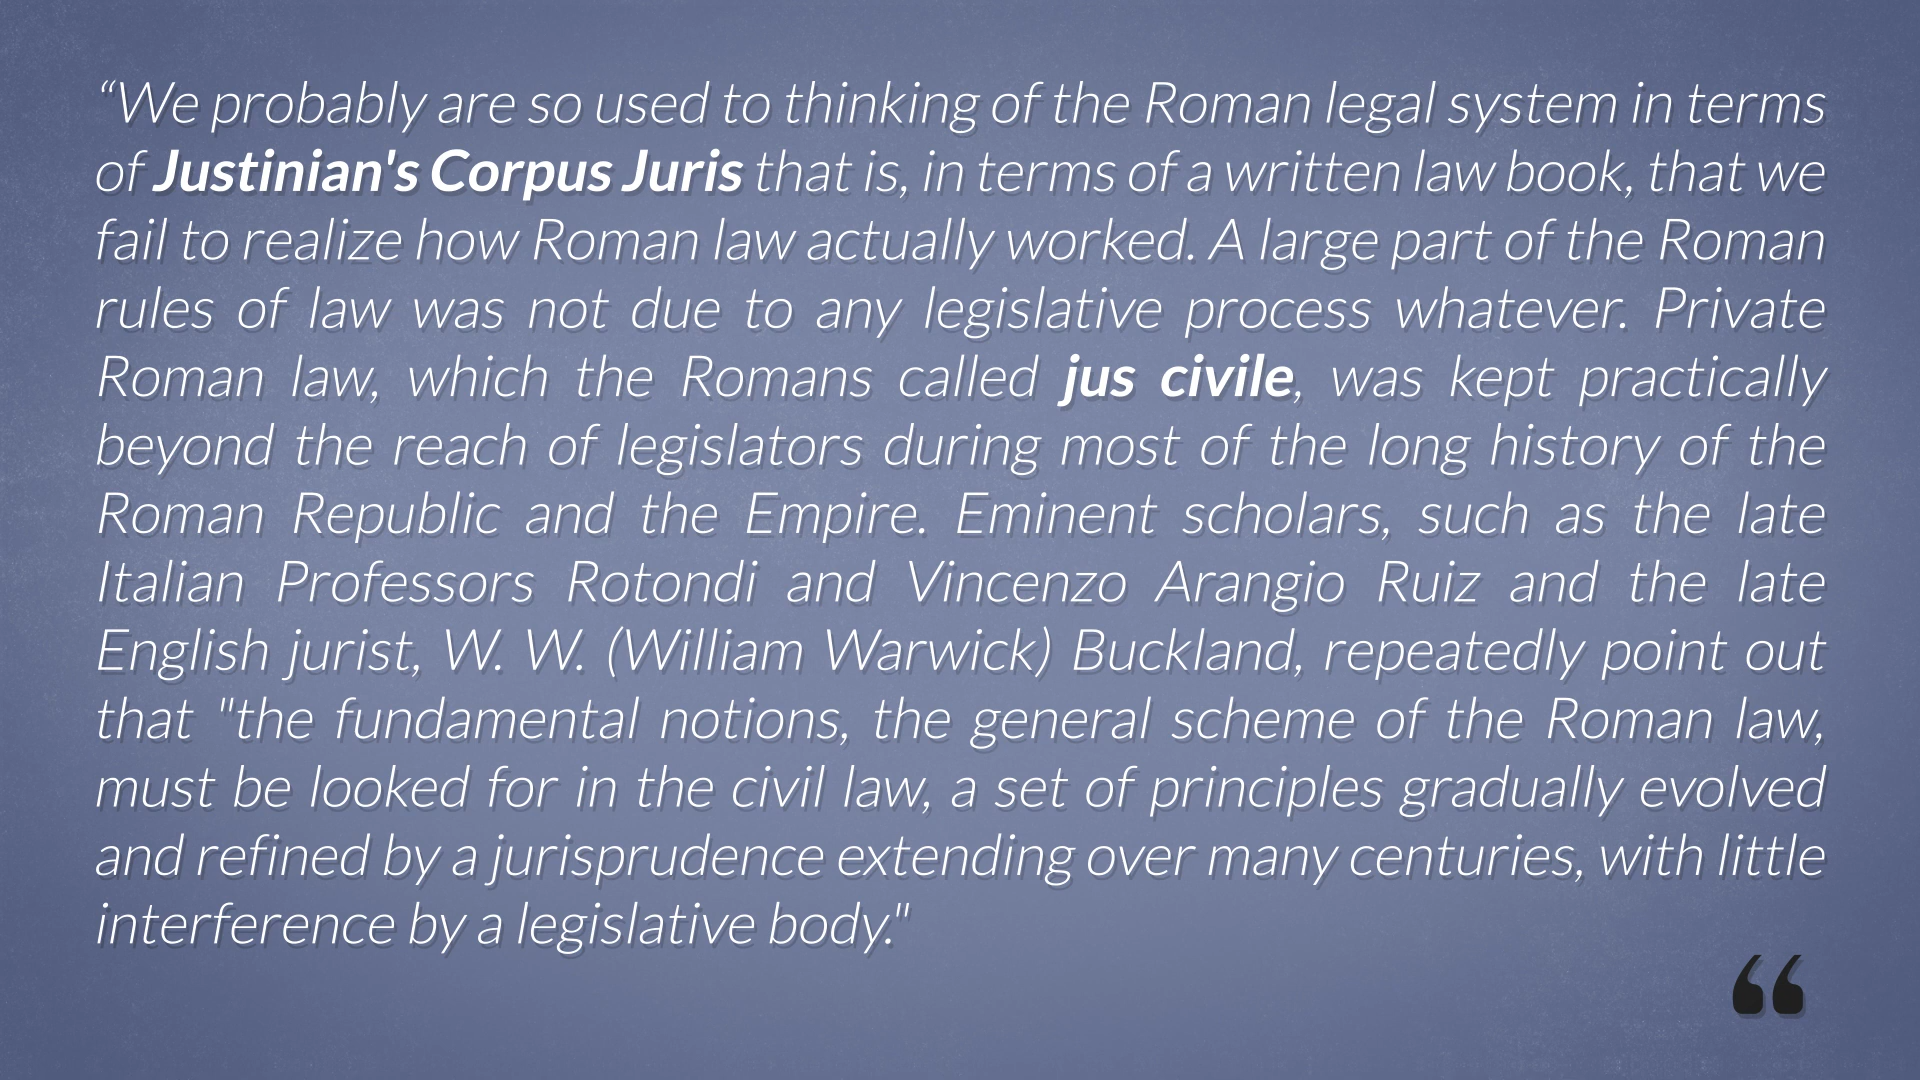 “We probably are so used to thinking of the Roman legal system in terms
of Justinian's Corpus Juris that is, in terms of a written law book, that we
fail to realize how Roman law actually worked. A large part of the Roman
rules of law was not due to any legislative process whatever. Private
Roman law, which the Romans called jus civile, was kept practically
beyond the reach of legislators during most of the long history of the
Roman Republic and the Empire. Eminent scholars, such as the late
Italian Professors Rotondi and Vincenzo Arangio Ruiz and the late
English jurist, W. W. (William Warwick) Buckland, repeatedly point out
that "the fundamental notions, the general scheme of the Roman law,
must be looked for in the civil law, a set of principles gradually evolved
and refined by a jurisprudence extending over many centuries, with little
interference by a legislative body."
“